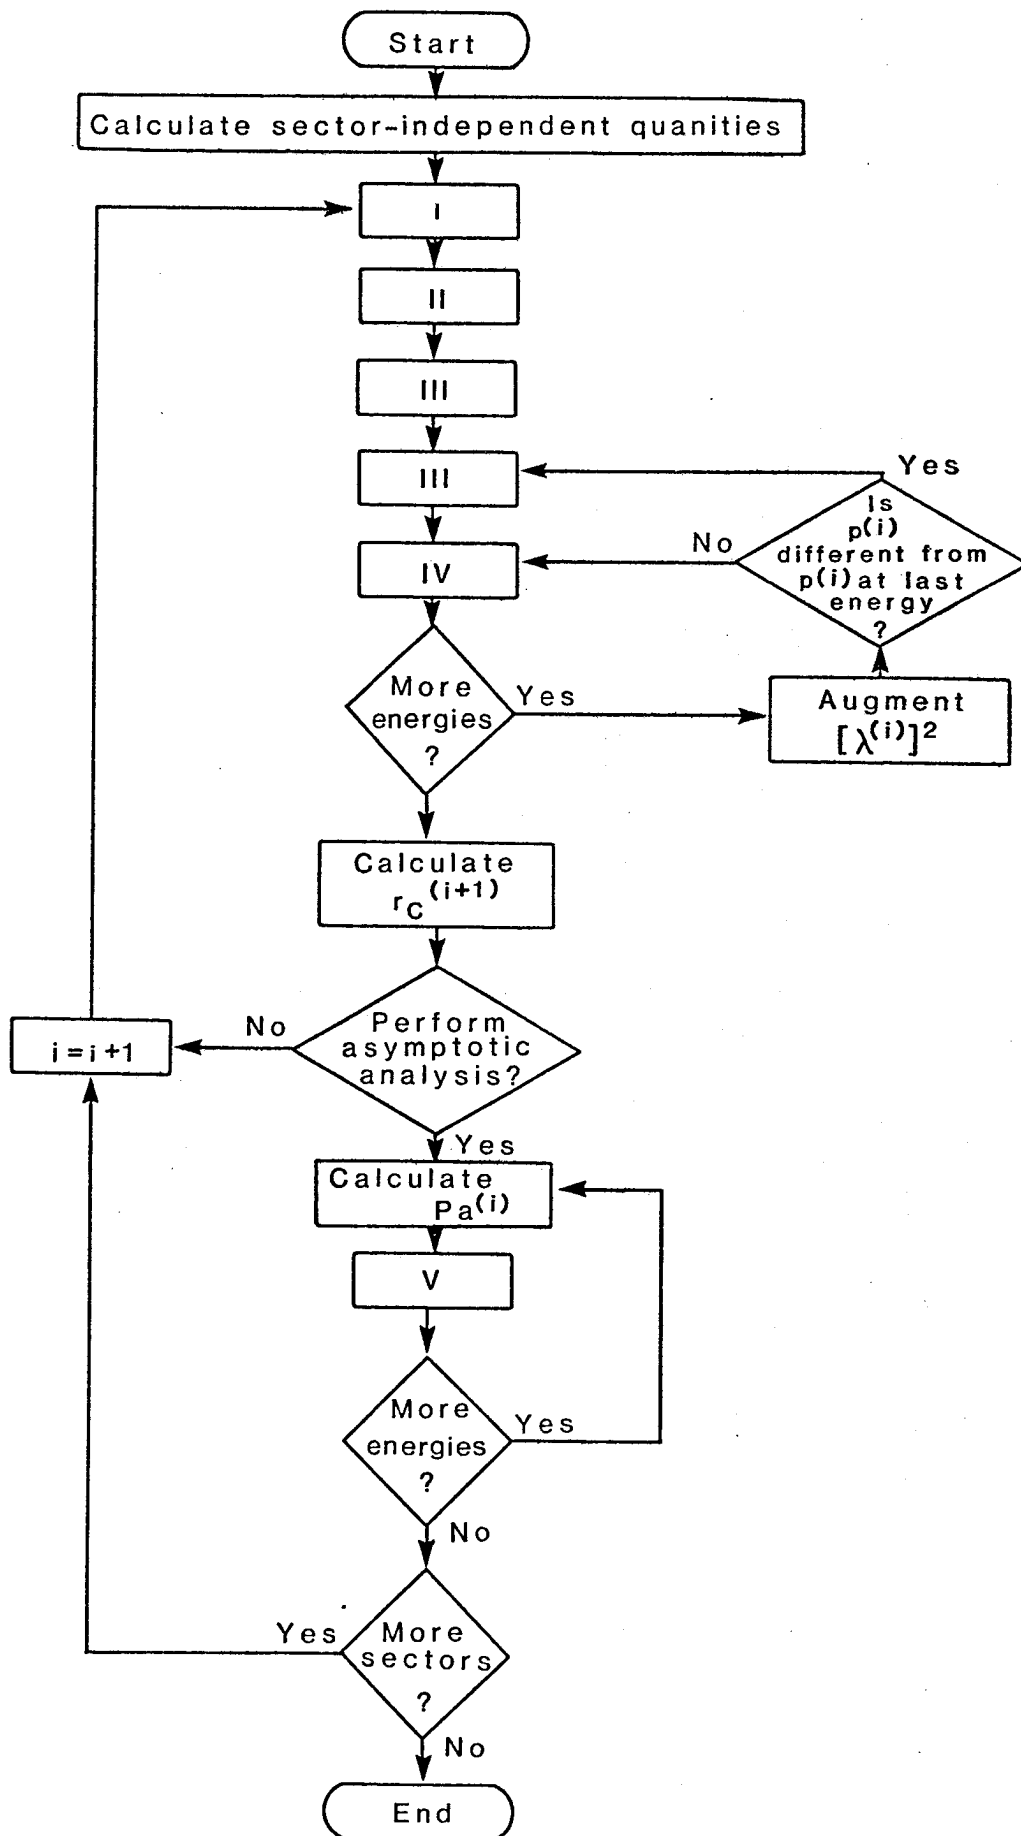 Start
Calculate sector-independent quanities
I
II
III
III
Yes
Is
p(i)
different from
p(i) at last
energy
?
No
IV
More
energies
?
Yes
Augment
[λ(i)]2
Calculate
rC(i+1)
Perform
asymptotic
analysis?
No
i=i+1
Yes
Calculate
Pa(i)
V
More
energies
?
Yes
No
More
sectors
?
Yes
No
End